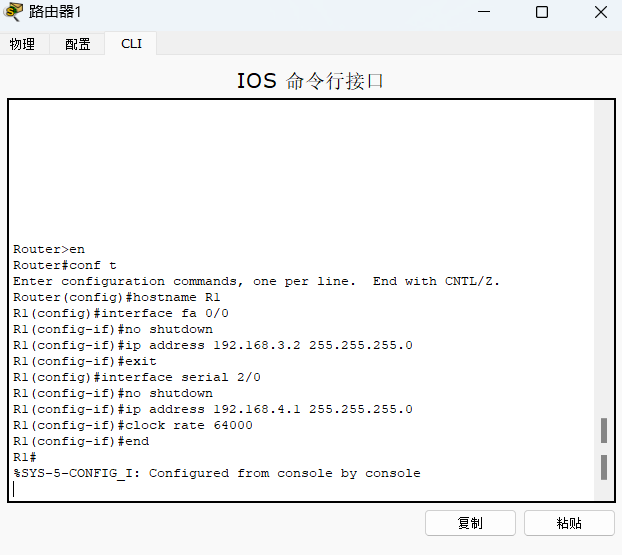 路由器1
物理 配置 CLI
IOS 命令行接口
Router>en
Router#conf t
Enter configuration commands, one per line.  End with CNTL/Z.
Router(config)#hostname R1
R1(config)#interface fa 0/0
R1(config-if)#no shutdown
R1(config-if)#ip address 192.168.3.2 255.255.255.0
R1(config-if)#exit
R1(config)#interface serial 2/0
R1(config-if)#no shutdown
R1(config-if)#ip address 192.168.4.1 255.255.255.0
R1(config-if)#clock rate 64000
R1(config-if)#end
R1#
%SYS-5-CONFIG_I: Configured from console by console
复制 粘贴